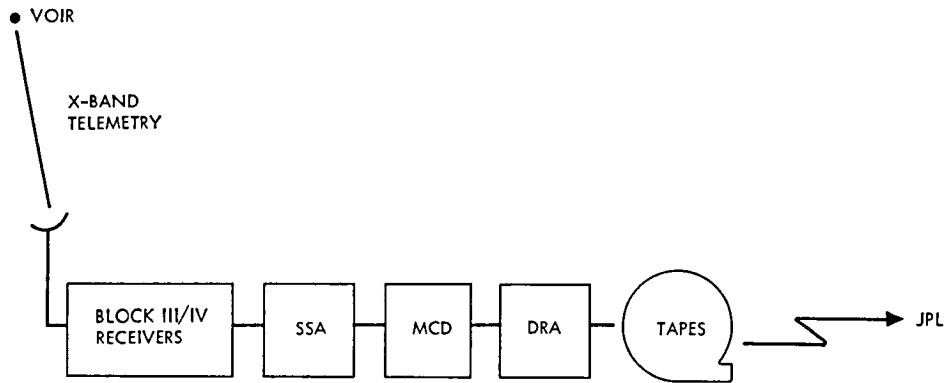 VOIR
X-BAND
TELEMETRY
BLOCK III/IV
RECEIVERS
SSA
MCD
DRA
TAPES
JPL